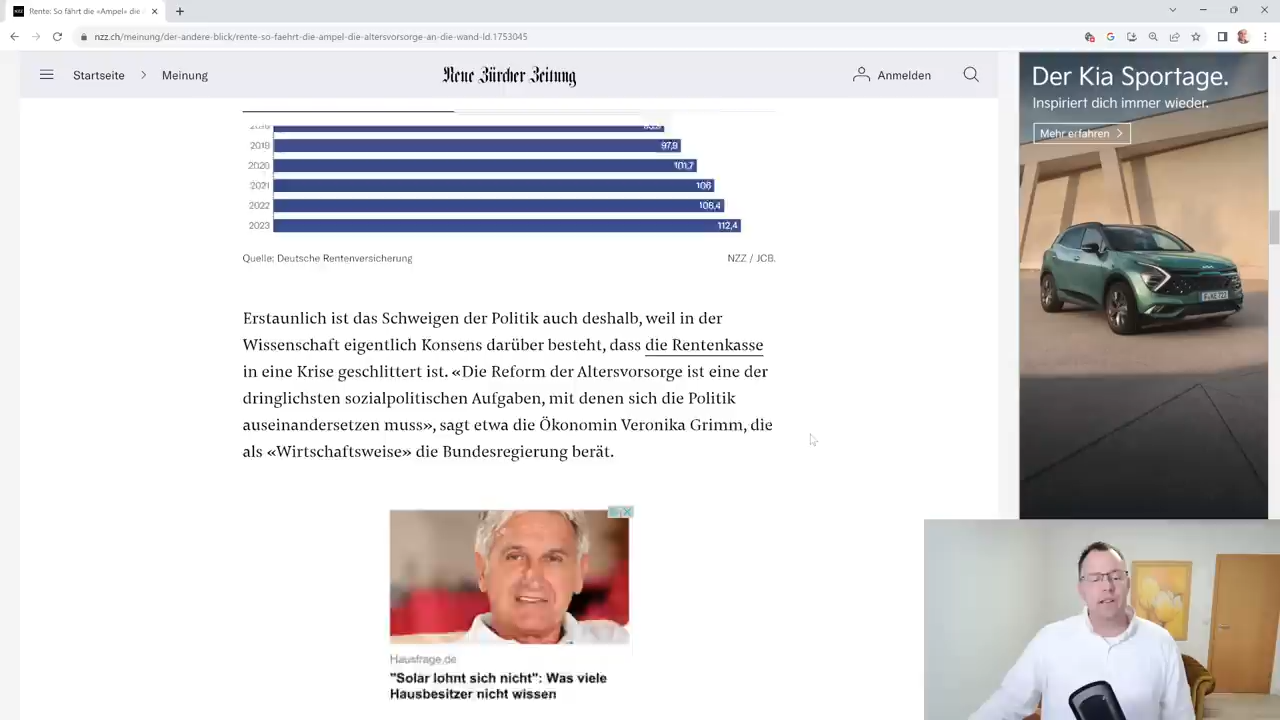 Rente: So fährt die «Ampel» die
nzz.ch/meinung/der-andere-blick/rente-so-faehrt-die-ampel-die-altersvorsorge-an-die-wand-ld.1753045
Startseite > Meinung
Neue Zürcher Zeitung
Anmelden
2019 97,9
2020 101,7
2021 106
2022 108,4
2023 112,4
Quelle: Deutsche Rentenversicherung
NZZ / JCB.
Erstaunlich ist das Schweigen der Politik auch deshalb, weil in der
Wissenschaft eigentlich Konsens darüber besteht, dass die Rentenkasse
in eine Krise geschlittert ist. «Die Reform der Altersvorsorge ist eine der
dringlichsten sozialpolitischen Aufgaben, mit denen sich die Politik
auseinandersetzen muss», sagt etwa die Ökonomin Veronika Grimm, die
als «Wirtschaftsweise» die Bundesregierung berät.
Hausfrage.de
"Solar lohnt sich nicht": Was viele
Hausbesitzer nicht wissen
Der Kia Sportage.
Inspiriert dich immer wieder.
Mehr erfahren >